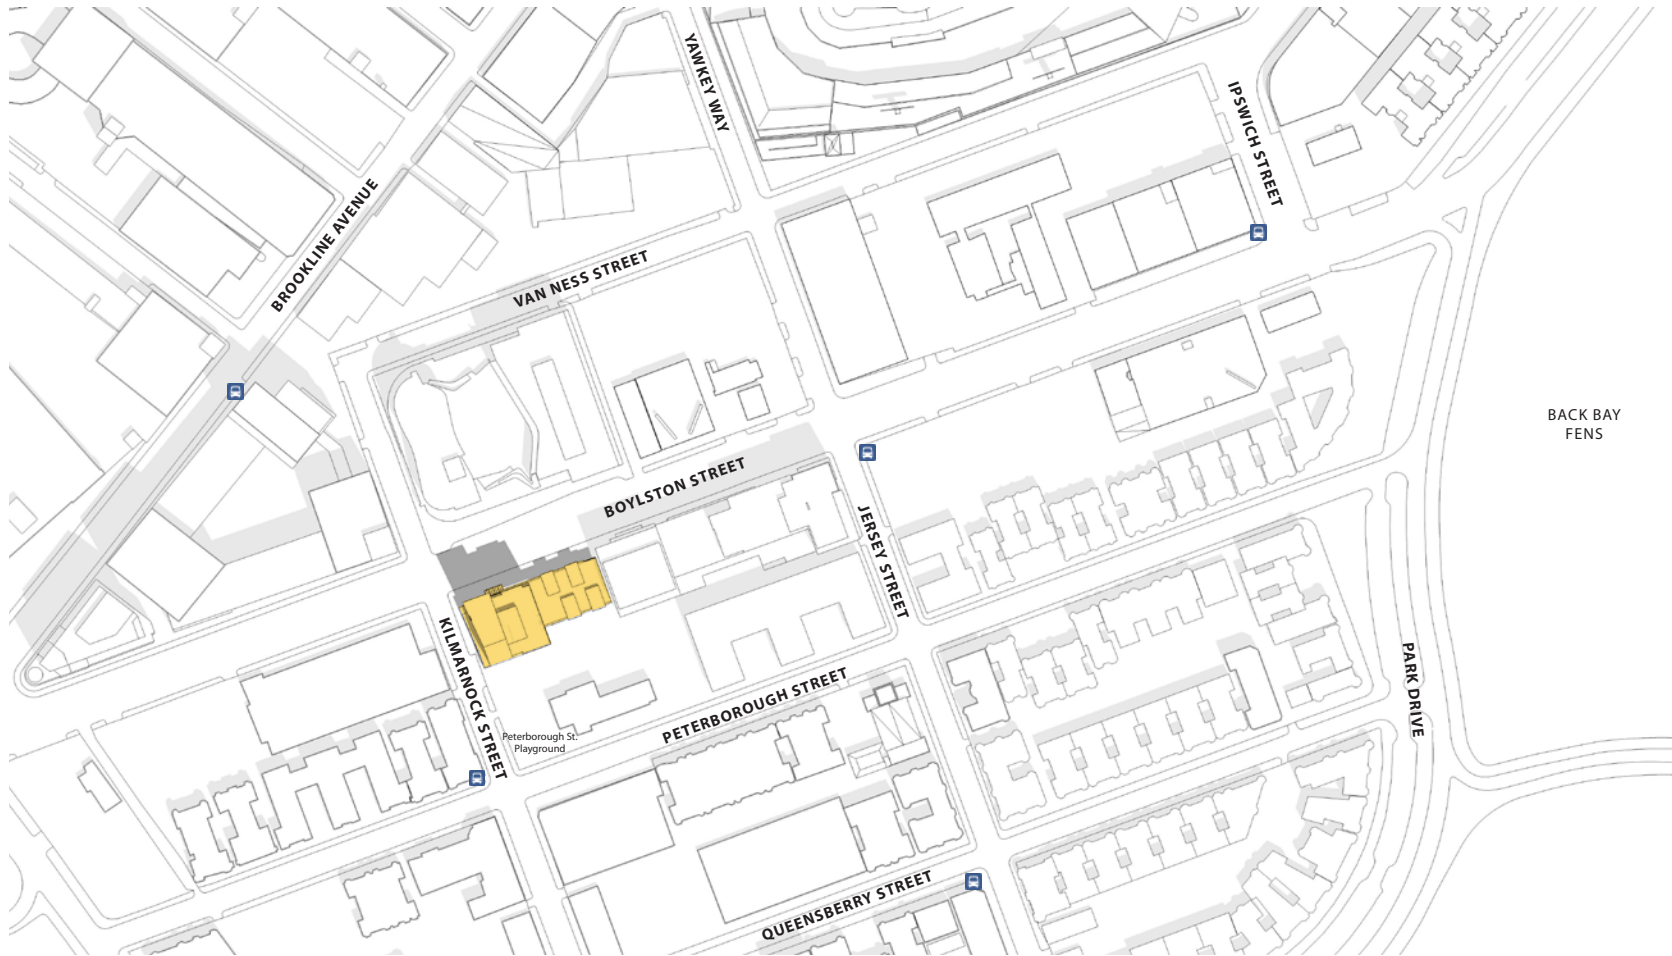 YAWKEY WAY
IPSWICH STREET
BROOKLINE AVENUE
VAN NESS STREET
BACK BAY
FENS
BOYLSTON STREET
JERSEY STREET
KILMARNOCK STREET
PETERBOROUGH STREET
PARK DRIVE
Peterborough St.
Playground
QUEENSBERRY STREET